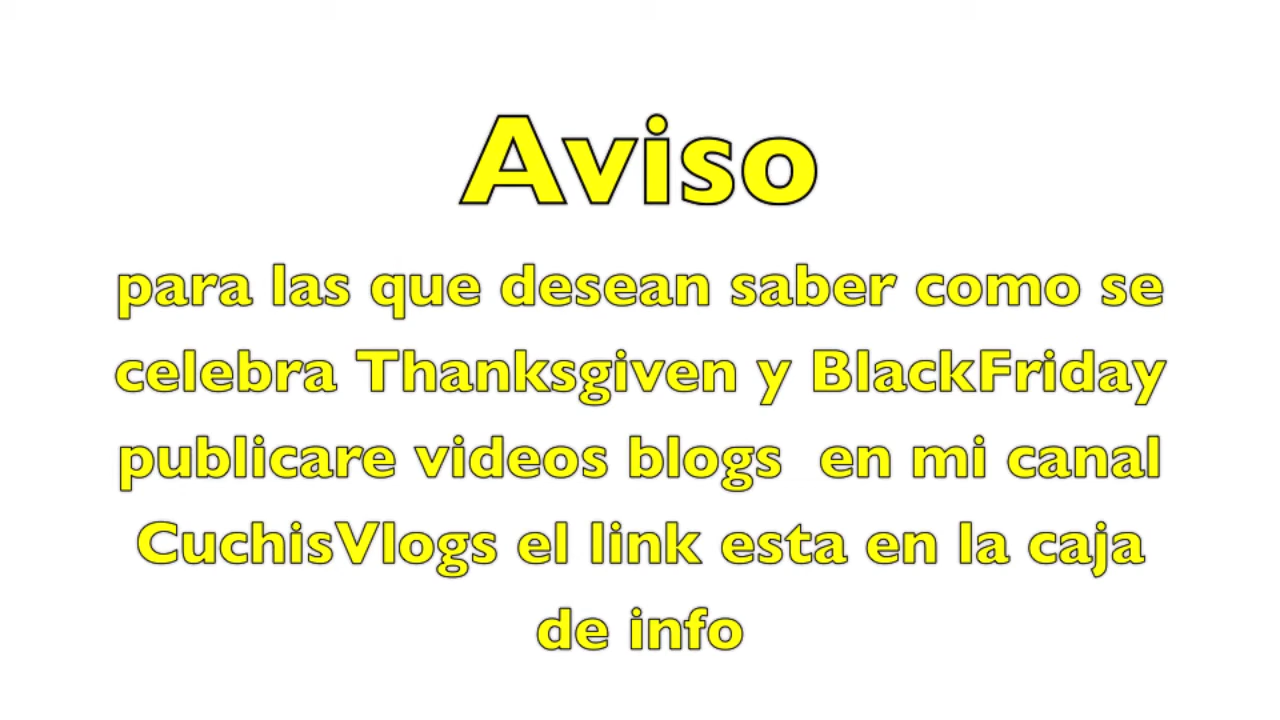 Aviso
para las que desean saber como se
celebra Thanksgiven y BlackFriday
publicare videos blogs  en mi canal
CuchisVlogs el link esta en la caja
de info